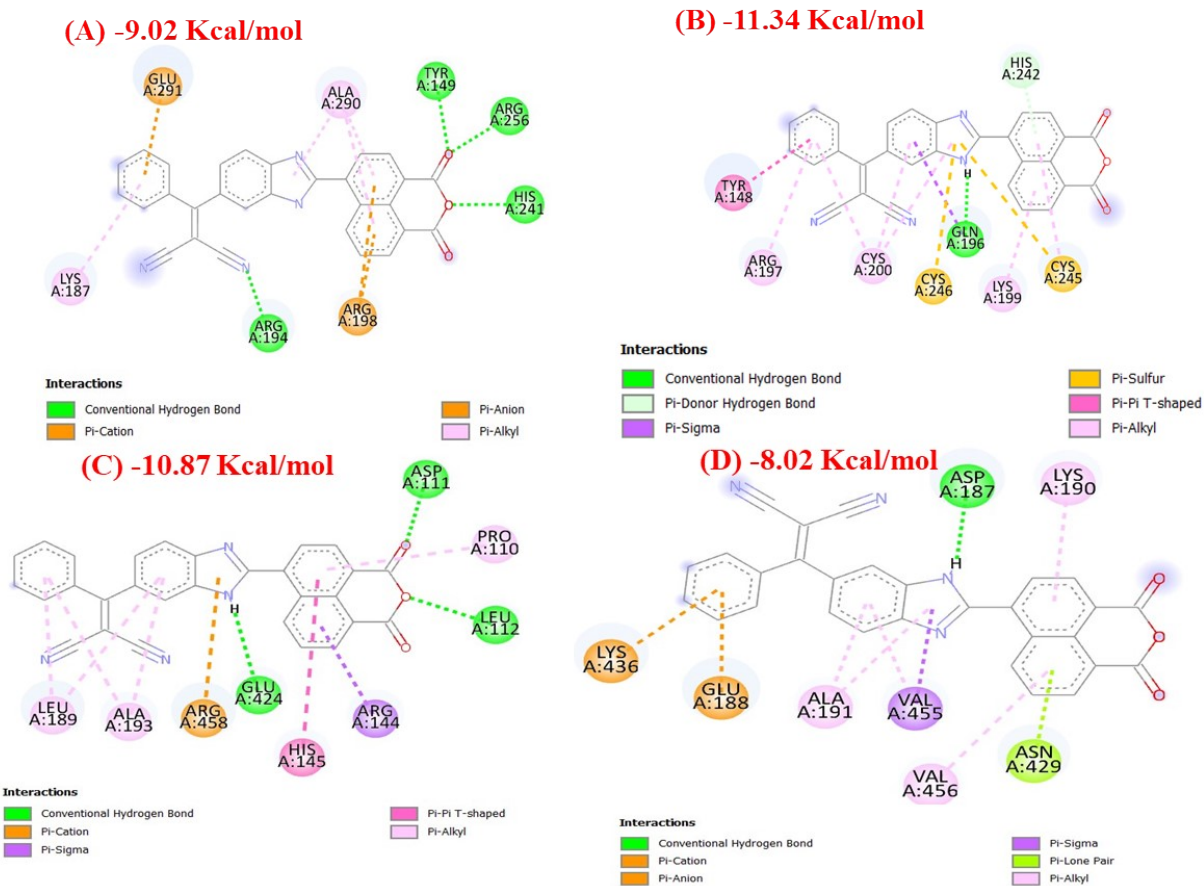 (A) -9.02 Kcal/mol
GLU
A:291
ALA
A:290
TYR
A:149
ARG
A:256
HIS
A:241
LYS
A:187
ARG
A:194
ARG
A:198
N
N
N
N
O
O
O
Interactions
Conventional Hydrogen Bond
Pi-Cation
Pi-Anion
Pi-Alkyl
(B) -11.34 Kcal/mol
HIS
A:242
TYR
A:148
ARG
A:197
CYS
A:200
CYS
A:246
GLN
A:196
LYS
A:199
CYS
A:245
N
N
H
N
N
O
O
O
Interactions
Conventional Hydrogen Bond
Pi-Donor Hydrogen Bond
Pi-Sigma
Pi-Sulfur
Pi-Pi T-shaped
Pi-Alkyl
(C) -10.87 Kcal/mol
ASP
A:111
PRO
A:110
LEU
A:112
LEU
A:189
ALA
A:193
ARG
A:458
GLU
A:424
HIS
A:145
ARG
A:144
N
N
H
N
N
O
O
O
Interactions
Conventional Hydrogen Bond
Pi-Cation
Pi-Sigma
Pi-Pi T-shaped
Pi-Alkyl
(D) -8.02 Kcal/mol
ASP
A:187
LYS
A:190
LYS
A:436
GLU
A:188
ALA
A:191
VAL
A:455
VAL
A:456
ASN
A:429
N
N
H
N
N
O
O
O
Interactions
Conventional Hydrogen Bond
Pi-Cation
Pi-Anion
Pi-Sigma
Pi-Lone Pair
Pi-Alkyl